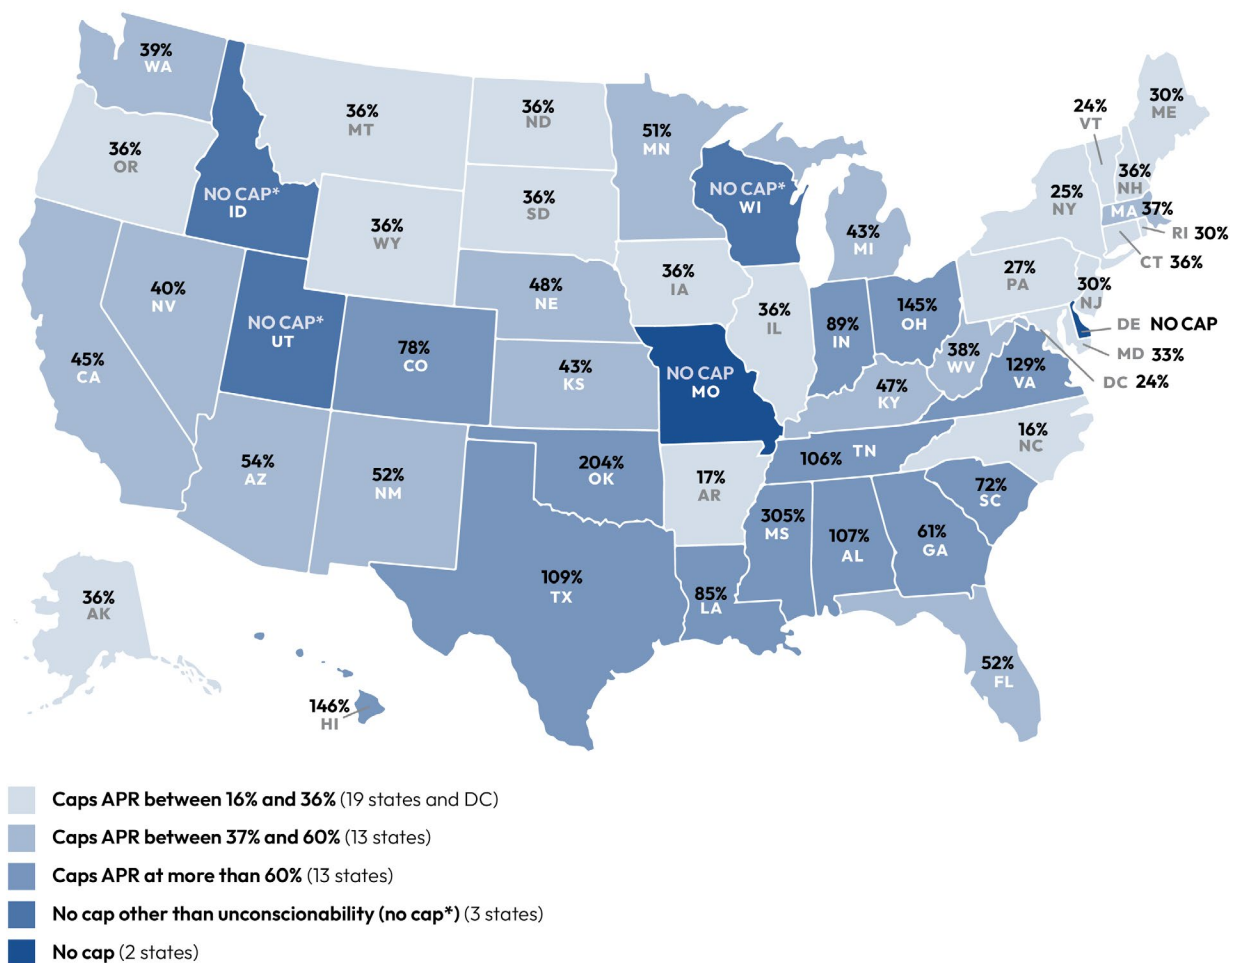 39%
WA
36%
OR
NO CAP*
ID
36%
MT
36%
ND
51%
MN
36%
SD
36%
WY
NO CAP*
WI
43%
MI
24%
VT
30%
ME
36%
NH
25%
NY
MA 37%
RI 30%
CT 36%
27%
PA
30%
NJ
DE NO CAP
MD 33%
DC 24%
40%
NV
45%
CA
NO CAP*
UT
78%
CO
48%
NE
36%
IA
36%
IL
89%
IN
145%
OH
38%
WV
129%
VA
43%
KS
NO CAP
MO
47%
KY
106% TN
16%
NC
54%
AZ
52%
NM
204%
OK
17%
AR
72%
SC
305%
MS
107%
AL
61%
GA
109%
TX
85%
LA
52%
FL
36%
AK
146%
HI
Caps APR between 16% and 36% (19 states and DC)
Caps APR between 37% and 60% (13 states)
Caps APR at more than 60% (13 states)
No cap other than unconscionability (no cap*) (3 states)
No cap (2 states)